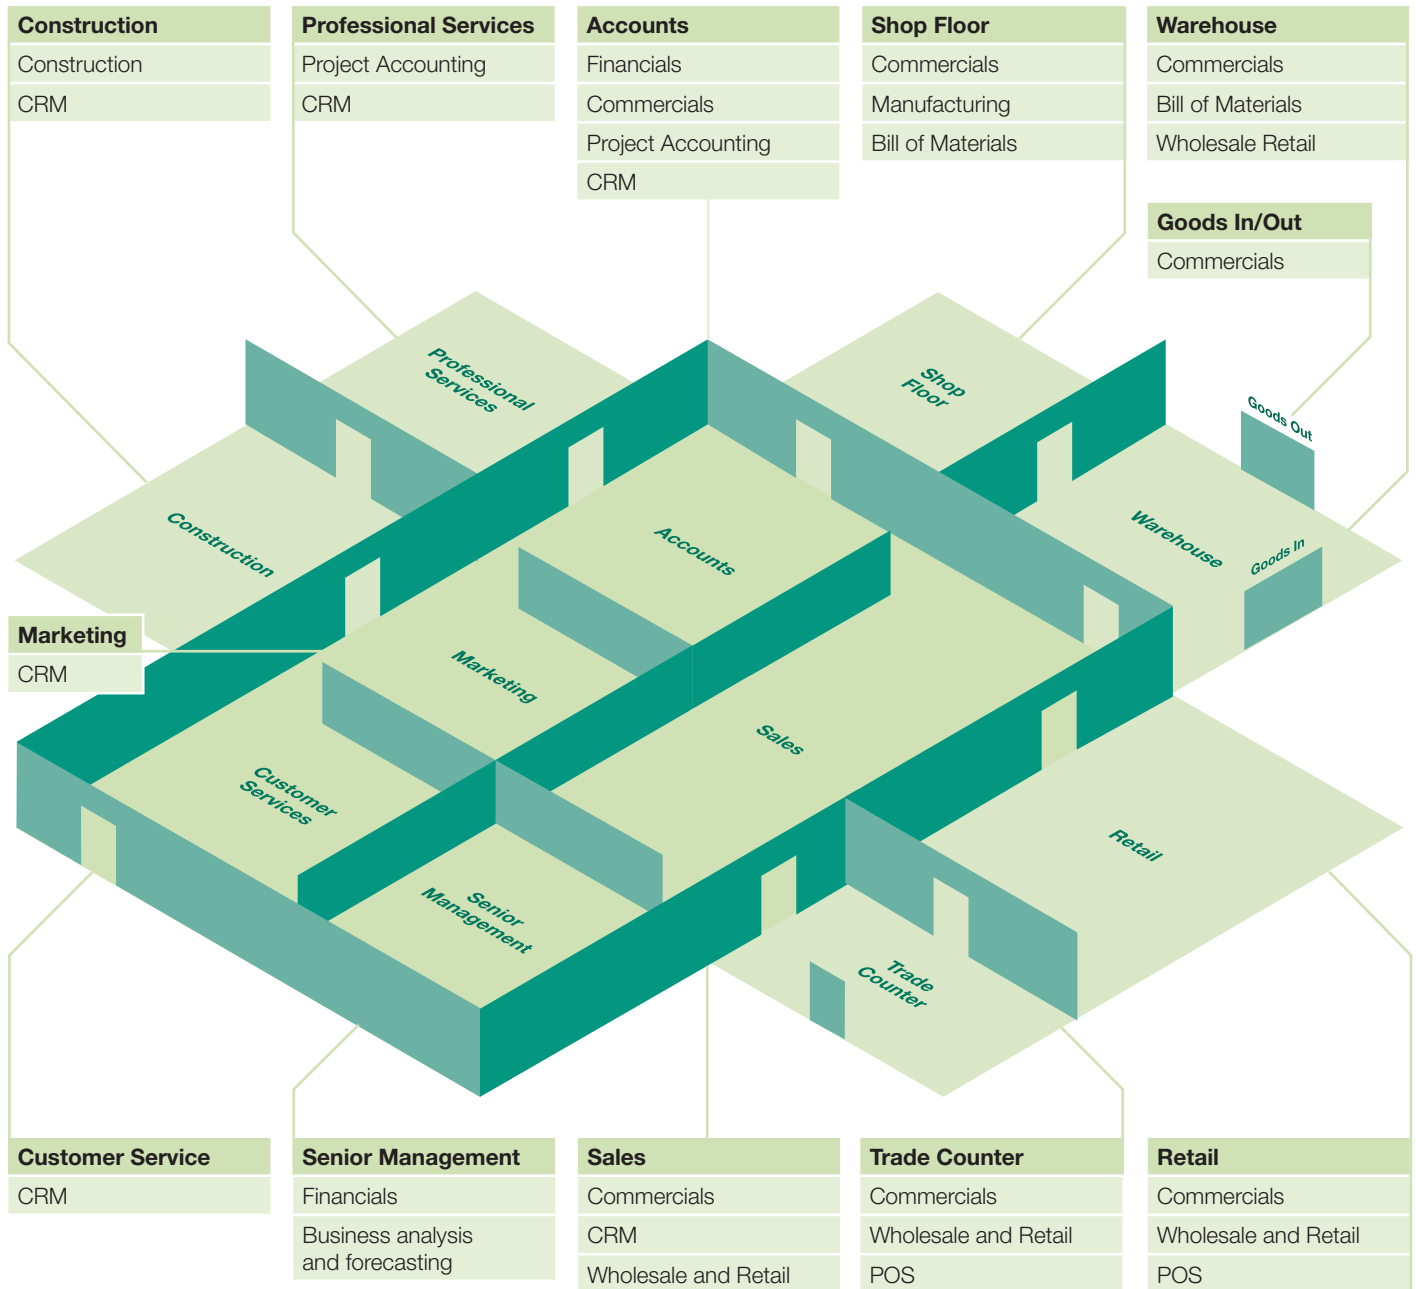 Construction
Construction
CRM
Professional Services
Project Accounting
CRM
Accounts
Financials
Commercials
Project Accounting
CRM
Shop Floor
Commercials
Manufacturing
Bill of Materials
Warehouse
Commercials
Bill of Materials
Wholesale Retail
Goods In/Out
Commercials
Professional
Services
Shop
Floor
Goods Out
Construction
Accounts
Warehouse
Goods In
Marketing
CRM
Marketing
Sales
Customer
Services
Retail
Senior
Management
Trade
Counter
Customer Service
CRM
Senior Management
Financials
Business analysis
and forecasting
Sales
Commercials
CRM
Wholesale and Retail
Trade Counter
Commercials
Wholesale and Retail
POS
Retail
Commercials
Wholesale and Retail
POS